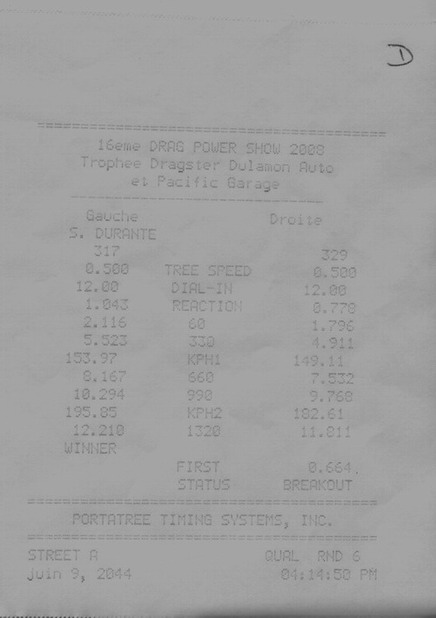 D
16eme DRAG POWER SHOW 2008
Trophee Dragster Dulamon Auto
et Pacific Garage
Gauche Droite
S. DURANTE
317 329
0.500 TREE SPEED 0.500
12.00 DIAL-IN 12.00
1.043 REACTION 0.778
2.116 60 1.796
5.523 330 4.911
153.97 KPH1 149.11
8.167 660 7.532
10.294 990 9.768
195.85 KPH2 182.61
12.210 1320 11.811
WINNER
FIRST 0.664
STATUS BREAKOUT
PORTATREE TIMING SYSTEMS, INC.
STREET A QUAL RND 6
Juin 9, 2044 04:14:58 PM